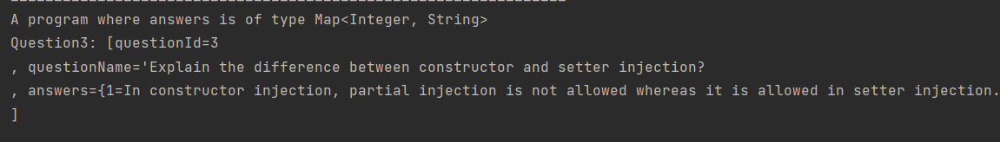 A program where answers is of type Map<Integer, String>
Question3: [questionId=3
, questionName='Explain the difference between constructor and setter injection?
, answers={1=In constructor injection, partial injection is not allowed whereas it is allowed in setter injection.
]